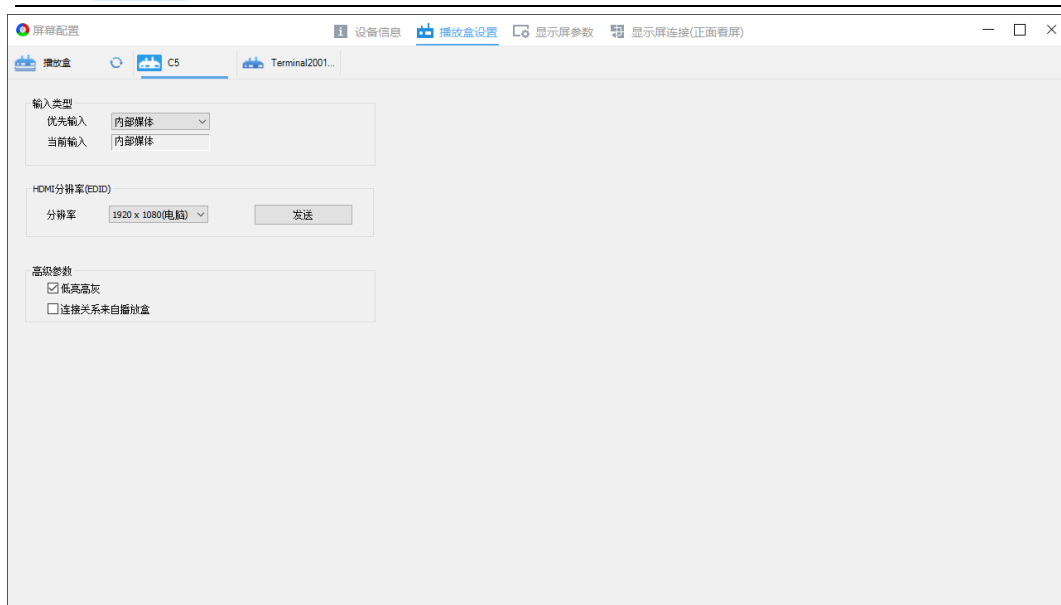 屏幕配置
设备信息 播放盒设置 显示屏参数 显示屏连接(正面看屏)
播放盒 C5 Terminal2001...
输入类型
优先输入 内部媒体
当前输入 内部媒体
HDMI分辨率(EDID)
分辨率 1920 x 1080(电脑) 发送
高级参数
低亮高灰
连接关系来自播放盒